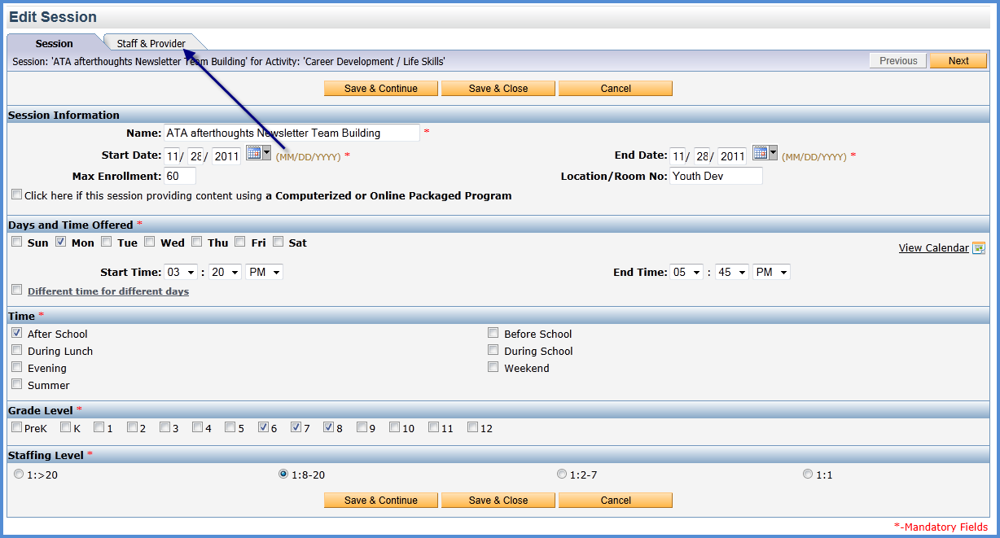 Edit Session
Session Staff & Provider
Session: 'ATA afterthoughts Newsletter Team Building' for Activity: 'Career Development / Life Skills' Previous Next
Save & Continue Save & Close Cancel
Session Information
Name: ATA afterthoughts Newsletter Team Building *
Start Date: 11/ 28/ 2011 (MM/DD/YYYY) * End Date: 11/ 28/ 2011 (MM/DD/YYYY) *
Max Enrollment: 60 Location/Room No: Youth Dev
Click here if this session providing content using a Computerized or Online Packaged Program
Days and Time Offered *
Sun Mon Tue Wed Thu Fri Sat
View Calendar
Start Time: 03 : 20 PM End Time: 05 : 45 PM
Different time for different days
Time *
After School Before School
During Lunch During School
Evening Weekend
Summer
Grade Level *
PreK K 1 2 3 4 5 6 7 8 9 10 11 12
Staffing Level *
1:>20 1:8-20 1:2-7 1:1
Save & Continue Save & Close Cancel
*-Mandatory Fields